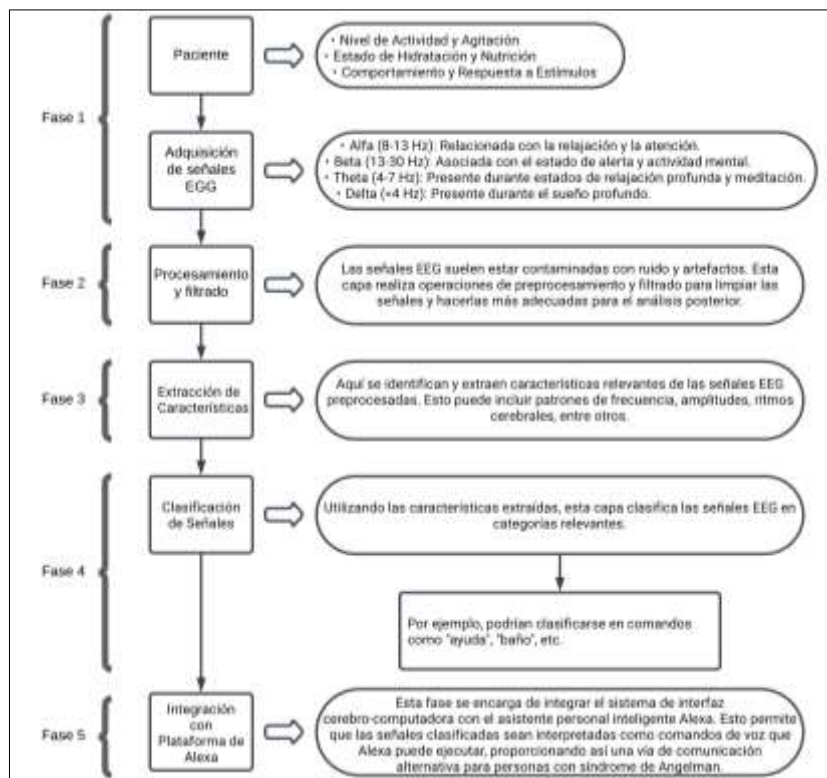 Fase 1
Paciente
• Nivel de Actividad y Agitación
• Estado de Hidratación y Nutrición
• Comportamiento y Respuesta a Estímulos
Adquisición
de señales
EGG
• Alfa (8-13 Hz): Relacionada con la relajación y la atención.
• Beta (13-30 Hz): Asociada con el estado de alerta y actividad mental.
• Theta (4-7 Hz): Presente durante estados de relajación profunda y meditación.
• Delta (<4 Hz): Presente durante el sueño profundo.
Fase 2
Procesamiento
y filtrado
Las señales EEG suelen estar contaminadas con ruido y artefactos. Esta
capa realiza operaciones de preprocesamiento y filtrado para limpiar las
señales y hacerlas más adecuadas para el análisis posterior.
Fase 3
Extracción de
Características
Aquí se identifican y extraen características relevantes de las señales EEG
preprocesadas. Esto puede incluir patrones de frecuencia, amplitudes, ritmos
cerebrales, entre otros.
Fase 4
Clasificación
de Señales
Utilizando las características extraídas, esta capa clasifica las señales EEG en
categorías relevantes.
Por ejemplo, podrían clasificarse en comandos
como "ayuda", "baño", etc.
Fase 5
Integración
con
Plataforma de
Alexa
Esta fase se encarga de integrar el sistema de interfaz
cerebro-computadora con el asistente personal inteligente Alexa. Esto permite
que las señales clasificadas sean interpretadas como comandos de voz que
Alexa puede ejecutar, proporcionando así una vía de comunicación
alternativa para personas con síndrome de Angelman.